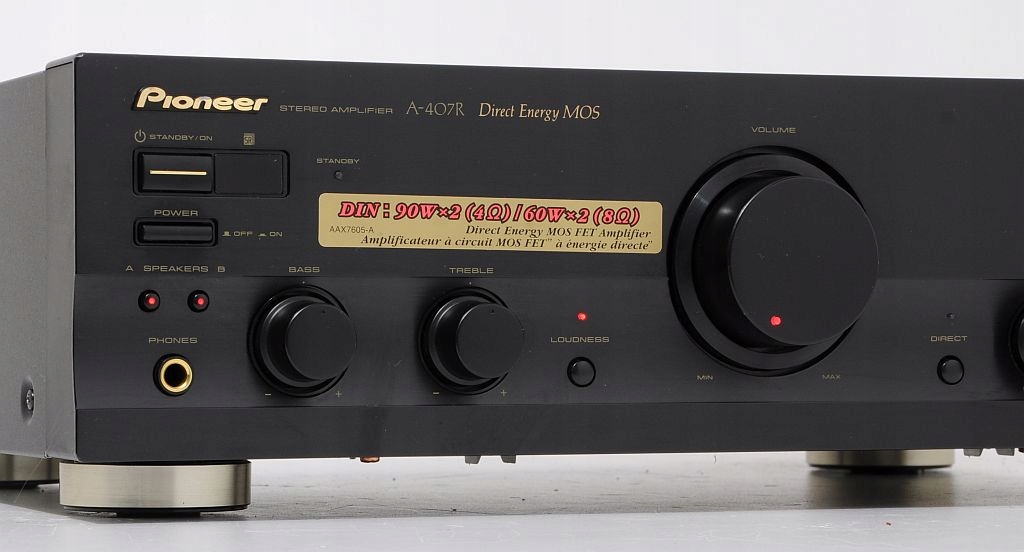 Pioneer STEREO AMPLIFIER A-407R Direct Energy MOS
STANDBY/ON
STANDBY
VOLUME
DIN : 90W×2 (4Ω) / 60W×2 (8Ω)
AAX7605-A Direct Energy MOS FET Amplifier
Amplificateur à circuit MOS FET" à énergie directe"
POWER
OFF ON
A SPEAKERS B
BASS
TREBLE
PHONES
LOUDNESS
DIRECT
– +
– +
MIN MAX